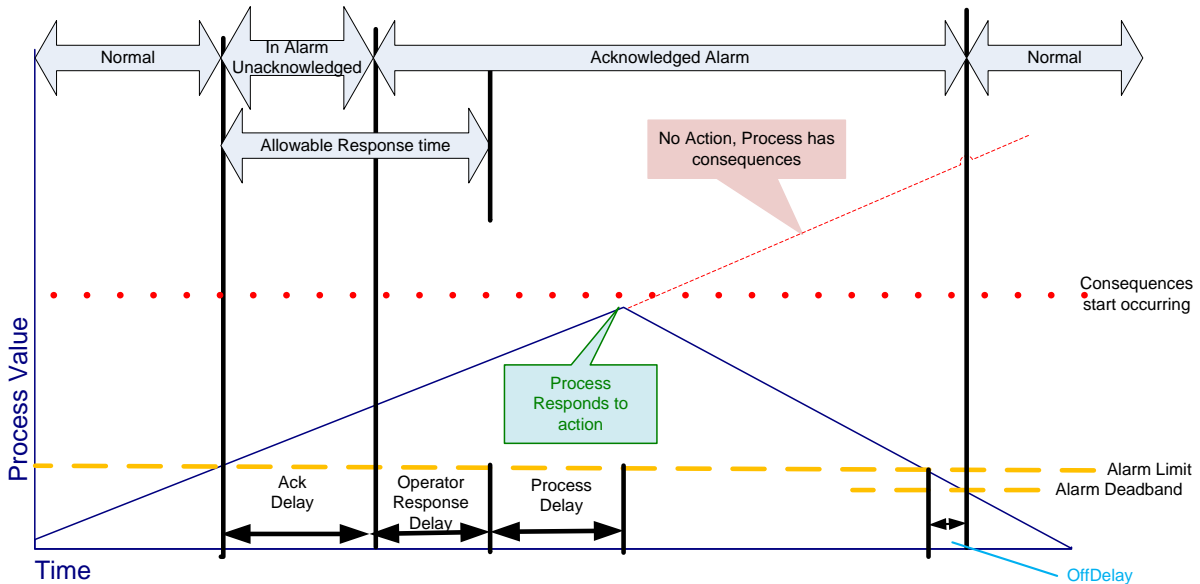 Normal
In Alarm
Unacknowledged
Acknowledged Alarm
Normal
Allowable Response time
No Action, Process has
consequences
Consequences
start occurring
Process Value
Process
Responds to
action
Alarm Limit
Alarm Deadband
Ack
Delay
Operator
Response
Delay
Process
Delay
OffDelay
Time